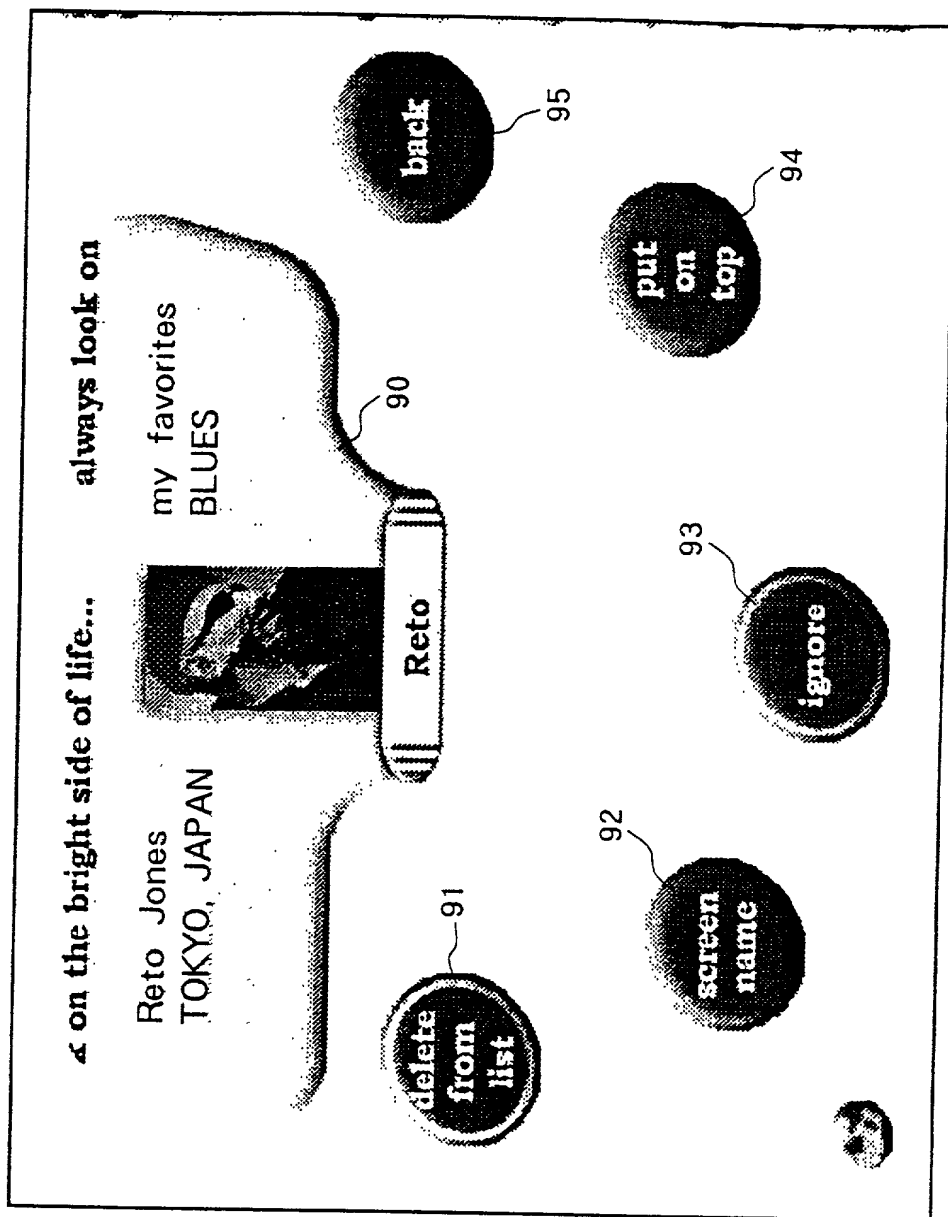 k on the bright side of life... always look on
Reto Jones
TOKYO, JAPAN
my favorites
BLUES
Reto
90
delete
from
list
91
screen
name
92
ignore
93
put
on
top
94
back
95